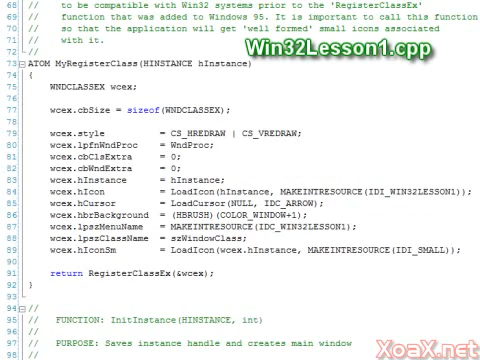 68 // to be compatible with Win32 systems prior to the 'RegisterClassEx'
69 // function that was added to Windows 95. It is important to call this function
70 // so that the application will get 'well formed' small icons associated
71 // with it.
72 //
Win32Lesson1.cpp
73 ATOM MyRegisterClass(HINSTANCE hInstance)
74 {
75 WNDCLASSEX wcex;
76
77 wcex.cbSize = sizeof(WNDCLASSEX);
78
79 wcex.style = CS_HREDRAW | CS_VREDRAW;
80 wcex.lpfnWndProc = WndProc;
81 wcex.cbClsExtra = 0;
82 wcex.cbWndExtra = 0;
83 wcex.hInstance = hInstance;
84 wcex.hIcon = LoadIcon(hInstance, MAKEINTRESOURCE(IDI_WIN32LESSON1));
85 wcex.hCursor = LoadCursor(NULL, IDC_ARROW);
86 wcex.hbrBackground = (HBRUSH)(COLOR_WINDOW+1);
87 wcex.lpszMenuName = MAKEINTRESOURCE(IDC_WIN32LESSON1);
88 wcex.lpszClassName = szWindowClass;
89 wcex.hIconSm = LoadIcon(wcex.hInstance, MAKEINTRESOURCE(IDI_SMALL));
90
91 return RegisterClassEx(&wcex);
92 }
93
94 //
95 // FUNCTION: InitInstance(HINSTANCE, int)
96 //
97 // PURPOSE: Saves instance handle and creates main window
98 //
XoaX.net